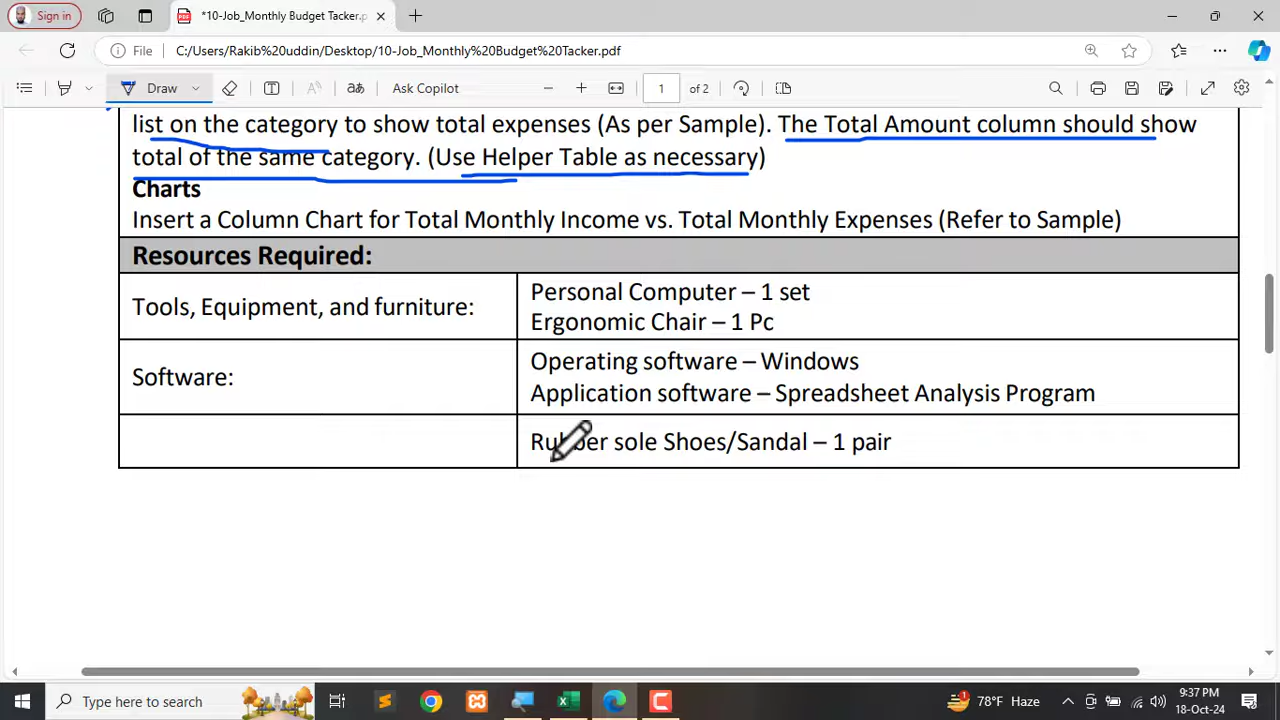 Sign in
*10-Job_Monthly Budget Tacker.p
File
C:/Users/Rakib%20uddin/Desktop/10-Job_Monthly%20Budget%20Tacker.pdf
Draw
aあ
Ask Copilot
1
of 2
list on the category to show total expenses (As per Sample). The Total Amount column should show
total of the same category. (Use Helper Table as necessary)
Charts
Insert a Column Chart for Total Monthly Income vs. Total Monthly Expenses (Refer to Sample)
Resources Required:
Tools, Equipment, and furniture:
Personal Computer – 1 set
Ergonomic Chair – 1 Pc
Software:
Operating software – Windows
Application software – Spreadsheet Analysis Program
Rubber sole Shoes/Sandal – 1 pair
Type here to search
1
78°F Haze
9:37 PM
18-Oct-24